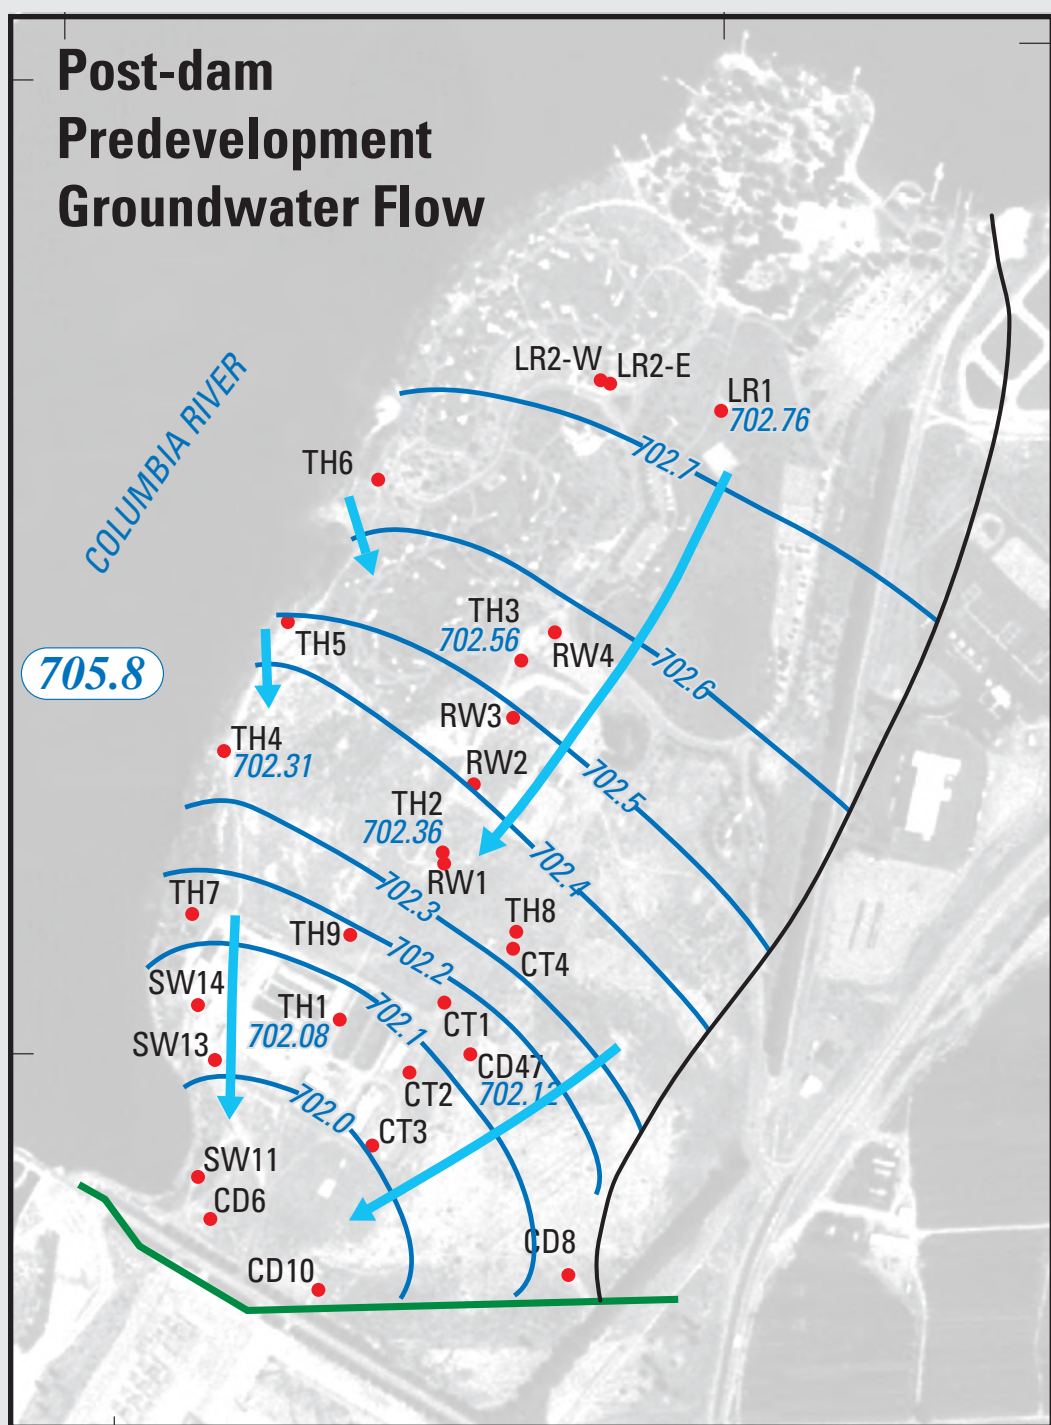 Post-dam
Predevelopment
Groundwater Flow
COLUMBIA RIVER
705.8
LR2-W
LR2-E
LR1
702.76
702.7
TH6
TH3
702.56
RW4
702.6
TH5
RW3
702.5
TH4
702.31
RW2
TH2
702.36
RW1
702.4
702.3
TH7
TH9
TH8
CT4
702.2
SW14
TH1
702.08
702.1
CT1
SW13
CD47
702.12
CT2
702.0
CT3
SW11
CD6
CD8
CD10